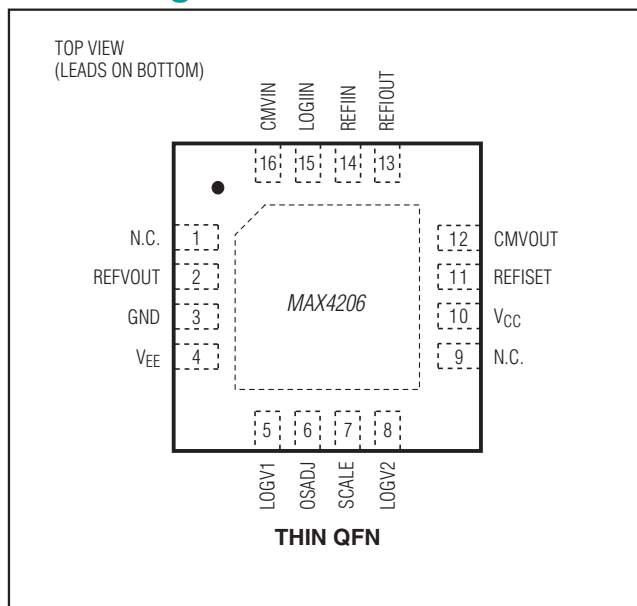 TOP VIEW
(LEADS ON BOTTOM)
CMVIN
LOGIIN
REFIIN
REFIOUT
16 15 14 13
N.C. 1
REFVOUT 2
GND 3
VEE 4
MAX4206
12 CMVOUT
11 REFISET
10 VCC
9 N.C.
5 6 7 8
LOGV1
OSADJ
SCALE
LOGV2
THIN QFN